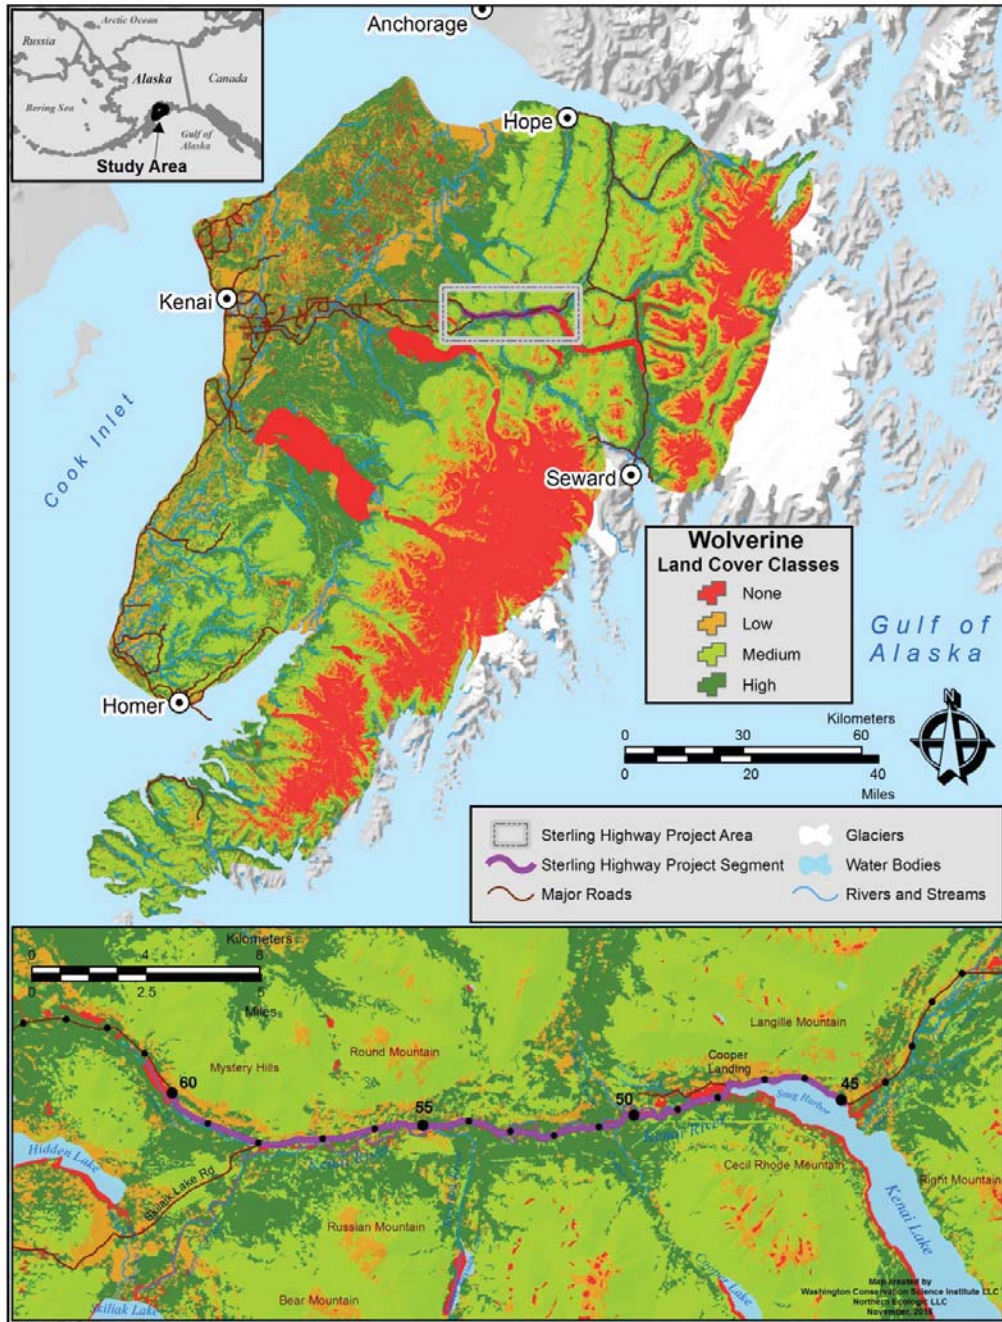 Anchorage
Arctic Ocean
Russia
Alaska
Canada
Bering Sea
Gulf of
Alaska
Study Area
Hope
Kenai
Cook Inlet
Seward
Homer
Wolverine
Land Cover Classes
None
Low
Medium
High
Gulf of
Alaska
N
Kilometers
0 30 60
0 20 40
Miles
Sterling Highway Project Area
Sterling Highway Project Segment
Major Roads
Glaciers
Water Bodies
Rivers and Streams
Kilometers
0 4 8
0 2.5 5
Miles
Langille Mountain
Round Mountain
Mystery Hills
Cooper
Landing
60
55
50
45
Snug Harbor
Kenai River
Kenai River
Hidden Lake
Skilak Lake Rd
Cecil Rhode Mountain
Right Mountain
Kenai Lake
Russian Mountain
Bear Mountain
Skiliak Lake
Cooper Lake
Map created by
Washington Conservation Science Institute LLC
Northern Ecologic LLC